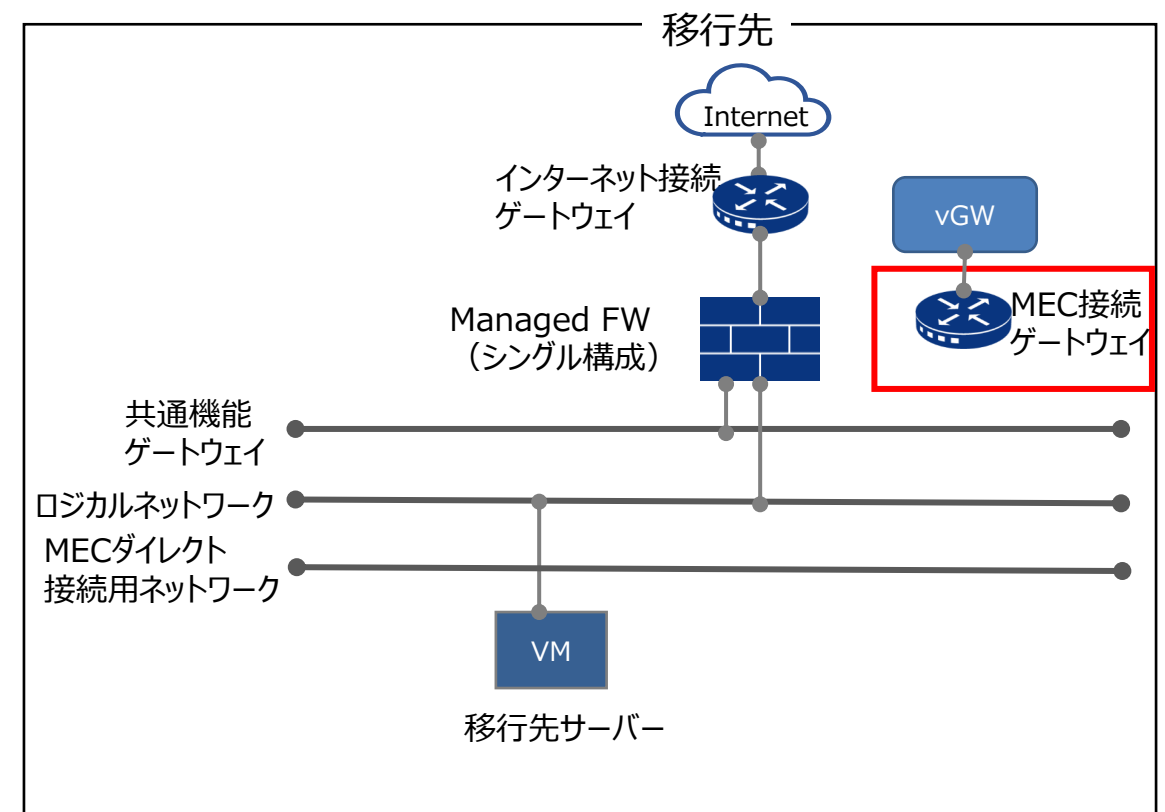 移行先
Internet
インターネット接続
ゲートウェイ
vGW
MEC接続
ゲートウェイ
Managed FW
（シングル構成）
共通機能
ゲートウェイ
ロジカルネットワーク
MECダイレクト
接続用ネットワーク
VM
移行先サーバー